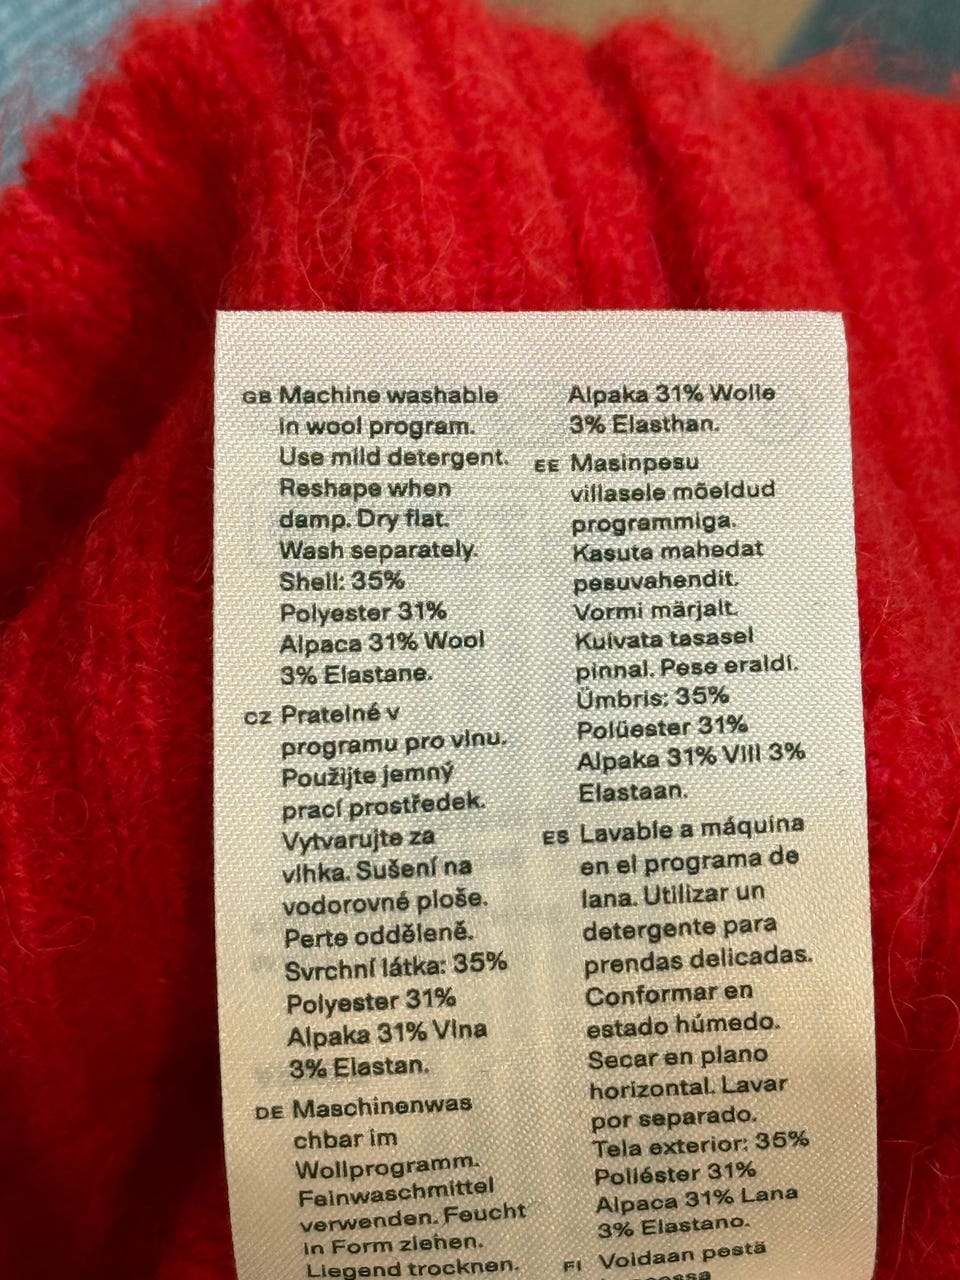 GB Machine washable
in wool program.
Use mild detergent.
Reshape when
damp. Dry flat.
Wash separately.
Shell: 35%
Polyester 31%
Alpaca 31% Wool
3% Elastane.
CZ Pratelné v
programu pro vlnu.
Použijte jemný
prací prostředek.
Vytvarujte za
vlhka. Sušení na
vodorovné ploše.
Perte odděleně.
Svrchní látka: 35%
Polyester 31%
Alpaka 31% Vlna
3% Elastan.
DE Maschinenwas
chbar im
Wollprogramm.
Feinwaschmittel
verwenden. Feucht
in Form ziehen.
Liegend trocknen.
Alpaka 31% Wolle
3% Elasthan.
EE Masinpesu
villasele mõeldud
programmiga.
Kasuta mahedat
pesuvahendit.
Vormi märjalt.
Kuivata tasasel
pinnal. Pese eraldi.
Ümbris: 35%
Polüester 31%
Alpaka 31% Vill 3%
Elastaan.
ES Lavable a máquina
en el programa de
lana. Utilizar un
detergente para
prendas delicadas.
Conformar en
estado húmedo.
Secar en plano
horizontal. Lavar
por separado.
Tela exterior: 35%
Poliéster 31%
Alpaca 31% Lana
3% Elastano.
FI Voidaan pestä